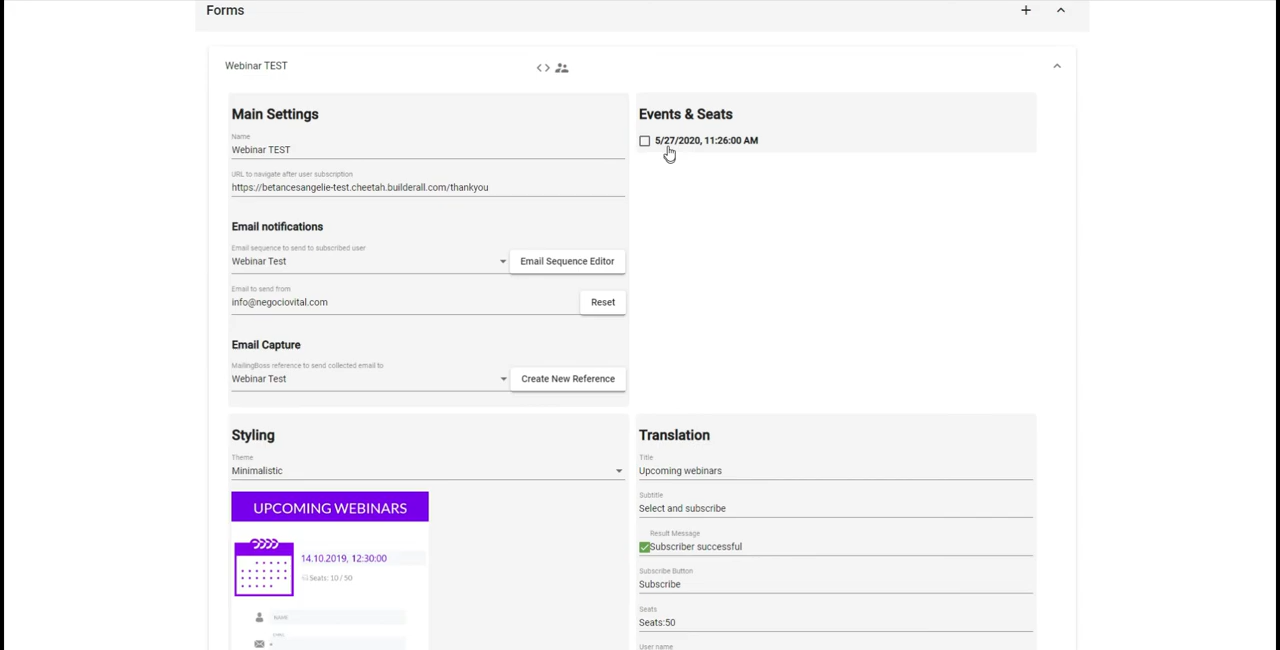 Forms
Webinar TEST
Main Settings
Name
Webinar TEST
URL to navigate after user subscription
https://betancesangelie-test.cheetah.builderall.com/thankyou
Email notifications
Email sequence to send to subscribed user
Webinar Test
Email Sequence Editor
Email to send from
info@negociovital.com
Reset
Email Capture
MailingBoss reference to send collected email to
Webinar Test
Create New Reference
Events & Seats
5/27/2020, 11:26:00 AM
Styling
Theme
Minimalistic
UPCOMING WEBINARS
14.10.2019, 12:30:00
Seats: 10 / 50
NAME
Translation
Title
Upcoming webinars
Subtitle
Select and subscribe
Result Message
✅Subscriber successful
Subscribe Button
Subscribe
Seats
Seats:50
User name